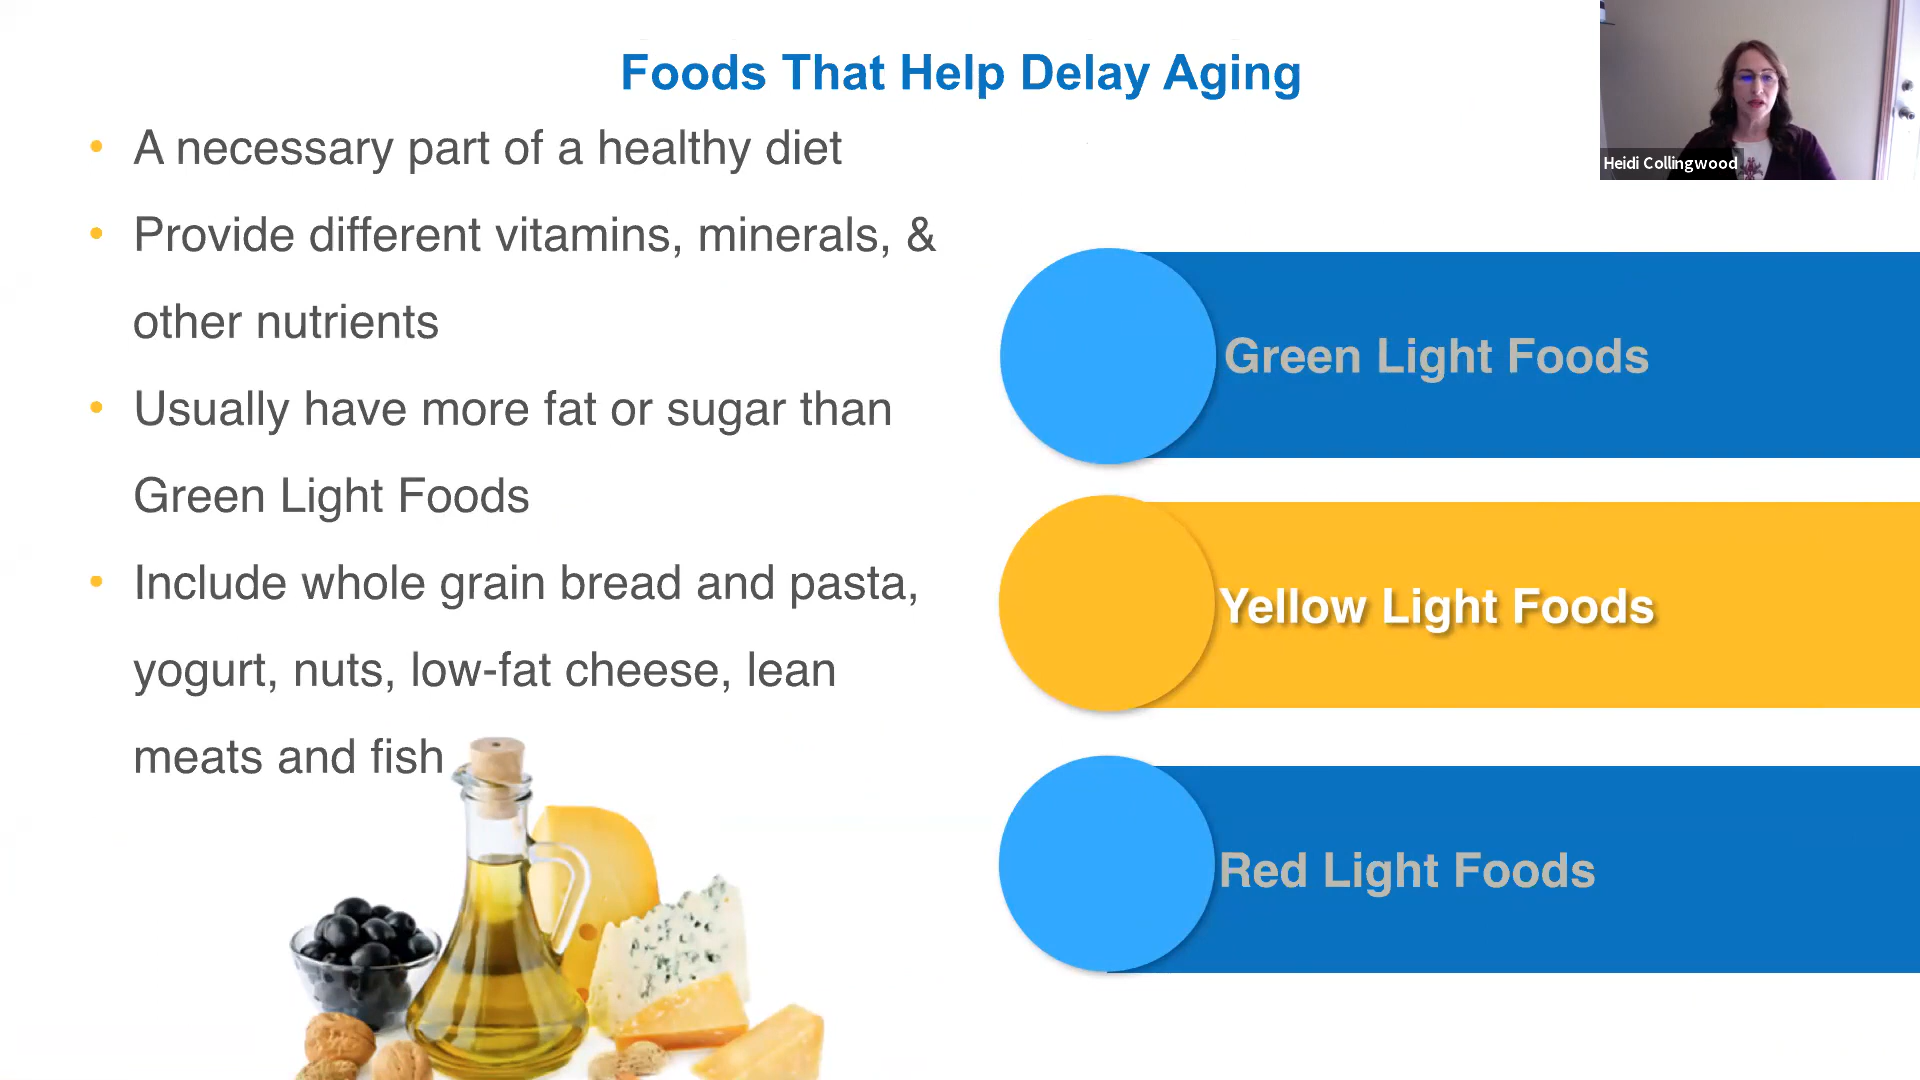 Foods That Help Delay Aging
• A necessary part of a healthy diet
• Provide different vitamins, minerals, &
other nutrients
• Usually have more fat or sugar than
Green Light Foods
• Include whole grain bread and pasta,
yogurt, nuts, low-fat cheese, lean
meats and fish
Heidi Collingwood
Green Light Foods
Yellow Light Foods
Red Light Foods